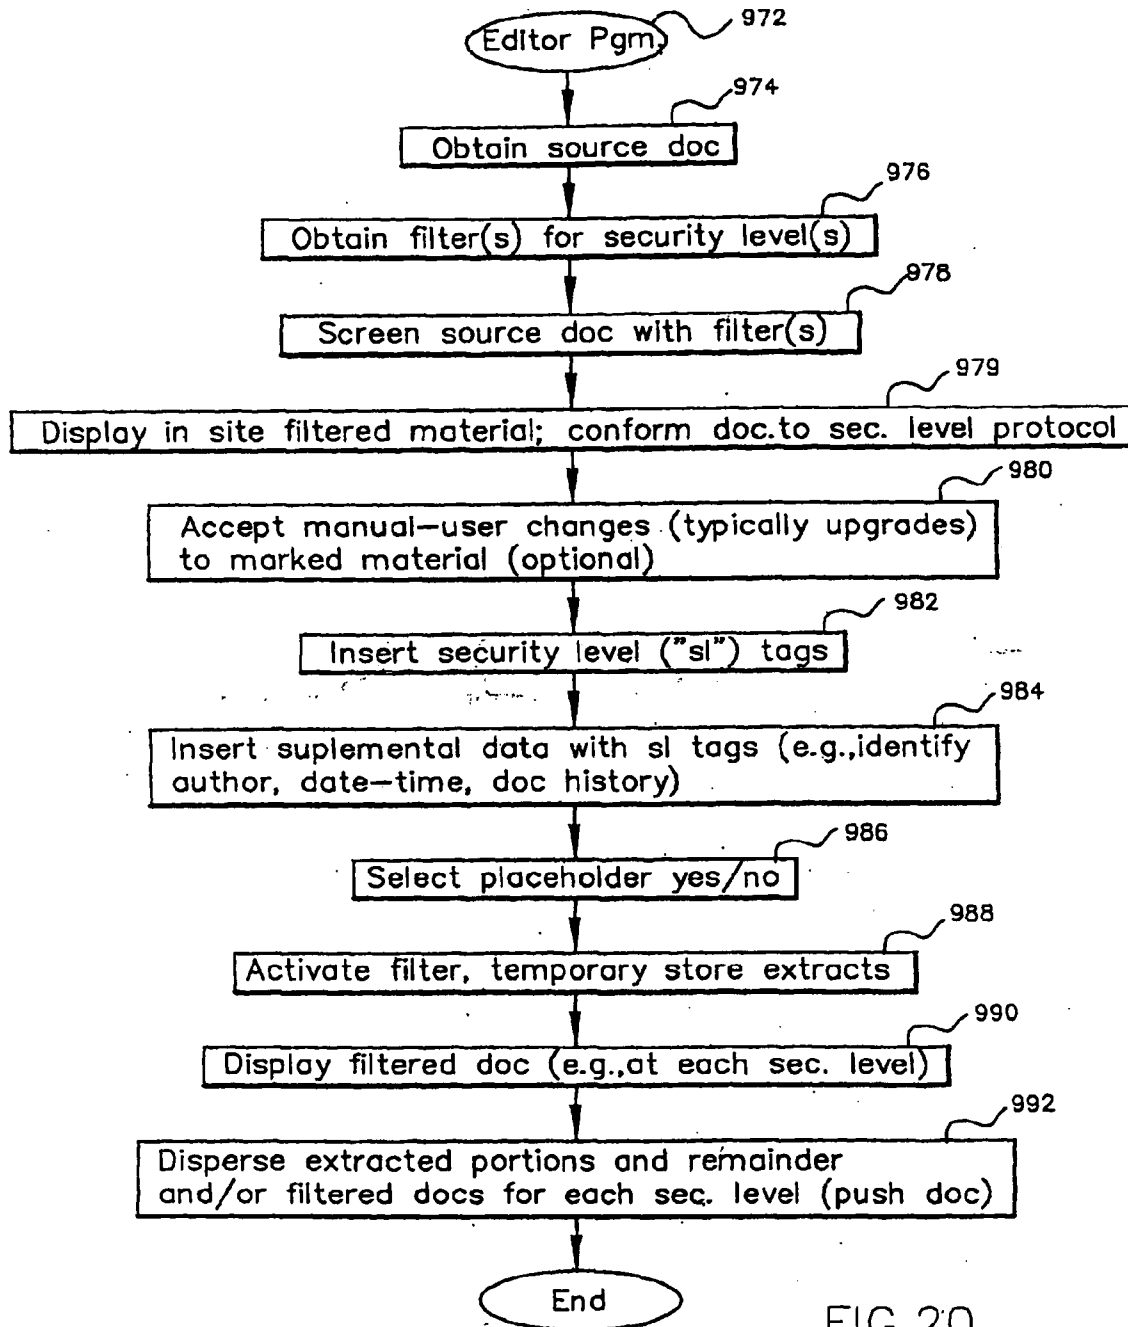 972
Editor Pgm.
974
Obtain source doc
976
Obtain filter(s) for security level(s)
978
Screen source doc with filter(s)
979
Display in site filtered material; conform doc.to sec. level protocol
980
Accept manual-user changes (typically upgrades)
to marked material (optional)
982
Insert security level ("sl") tags
984
Insert suplemental data with sl tags (e.g.,identify
author, date-time, doc history)
986
Select placeholder yes/no
988
Activate filter, temporary store extracts
990
Display filtered doc (e.g.,at each sec. level)
992
Disperse extracted portions and remainder
and/or filtered docs for each sec. level (push doc)
End
FIG. 20